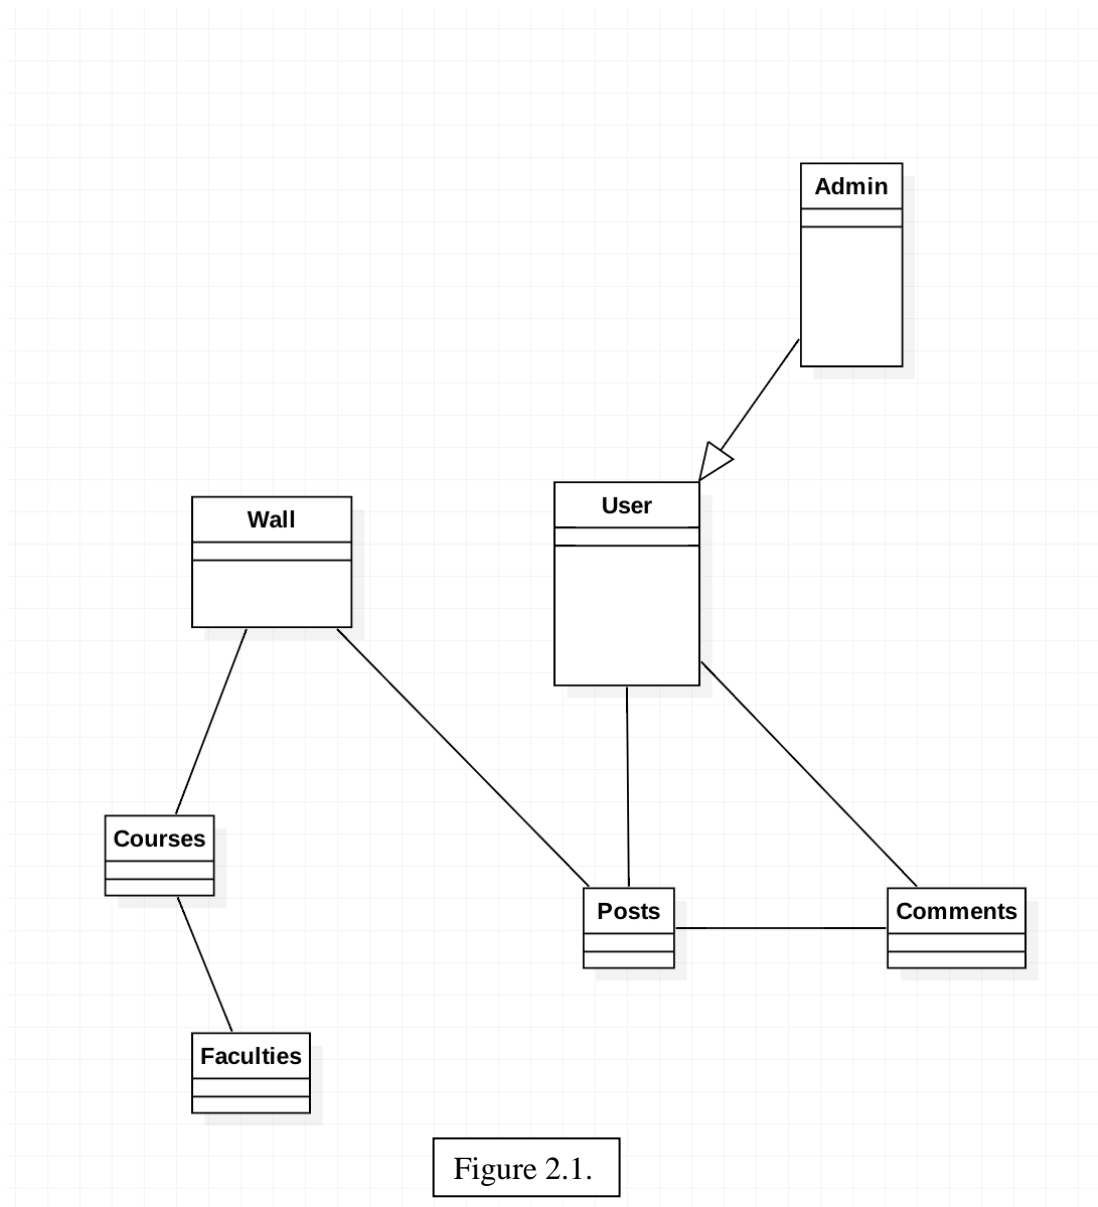 Admin
User
Wall
Courses
Posts
Comments
Faculties
Figure 2.1.